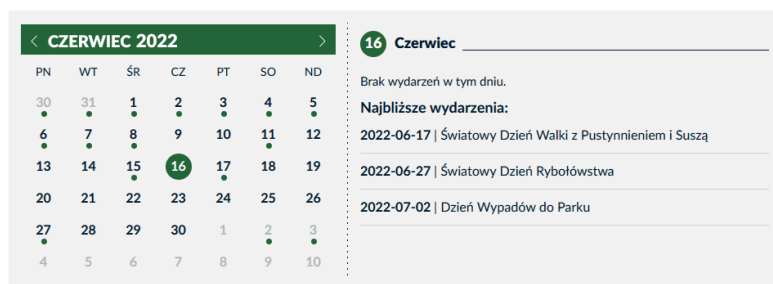 CZERWIEC 2022
PN WT ŚR CZ PT SO ND
30 31 1 2 3 4 5
6 7 8 9 10 11 12
13 14 15 16 17 18 19
20 21 22 23 24 25 26
27 28 29 30 1 2 3
4 5 6 7 8 9 10
16 Czerwiec
Brak wydarzeń w tym dniu.
Najbliższe wydarzenia:
2022-06-17 | Światowy Dzień Walki z Pustynnieniem i Suszą
2022-06-27 | Światowy Dzień Rybołówstwa
2022-07-02 | Dzień Wypadów do Parku